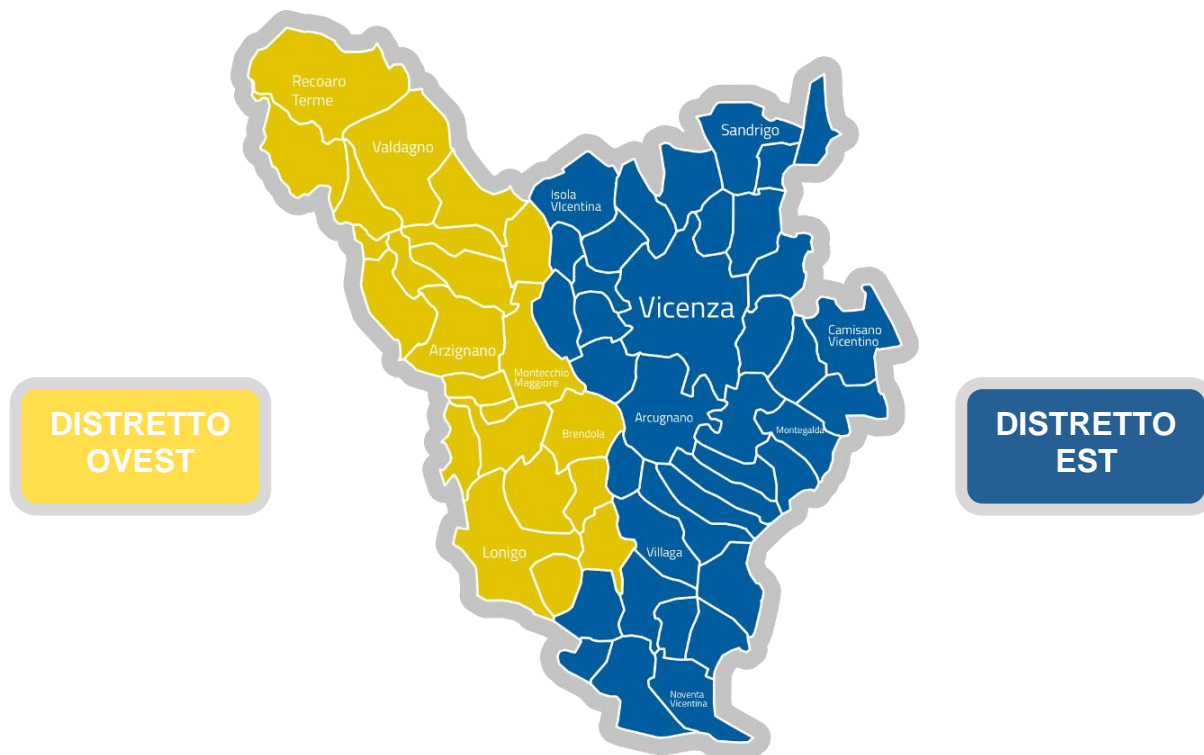 Recoaro
Terme
Valdagno
Sandrigo
Isola
VIcentina
Vicenza
Camisano
Vicentino
Arzignano
Montecchio
Maggiore
DISTRETTO
OVEST
Brendola
Arcugnano
Montegalda
DISTRETTO
EST
Lonigo
Villaga
Noventa
Vicentina